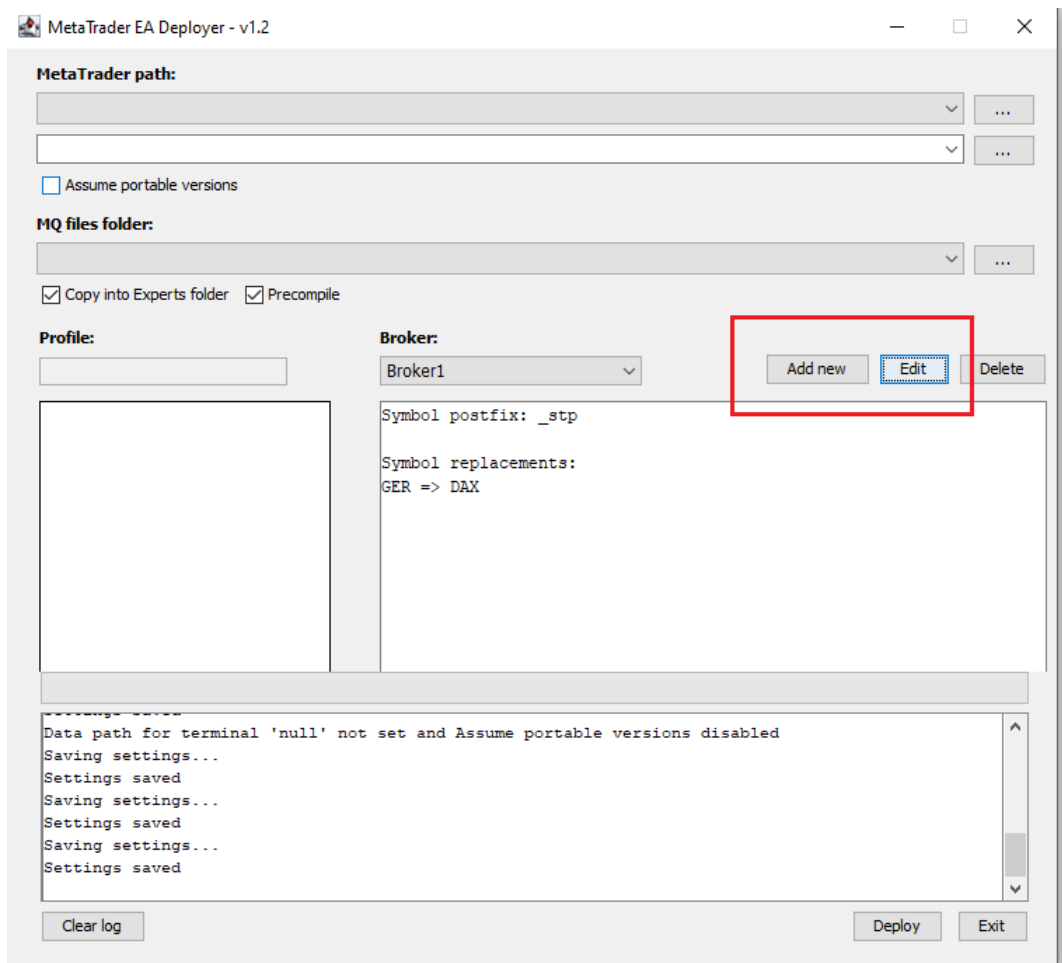 MetaTrader EA Deployer - v1.2
MetaTrader path:
...
...
Assume portable versions
MQ files folder:
...
Copy into Experts folder Precompile
Profile: Broker:
Broker1 Add new Edit Delete
Symbol postfix: _stp
Symbol replacements:
GER => DAX
Data path for terminal 'null' not set and Assume portable versions disabled
Saving settings...
Settings saved
Saving settings...
Settings saved
Saving settings...
Settings saved
Clear log Deploy Exit